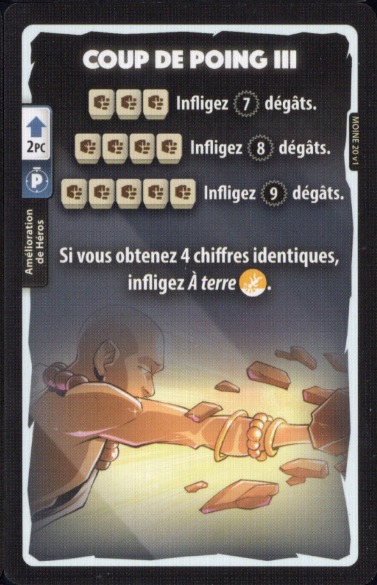 COUP DE POING III
Infligez 7 dégâts.
Infligez 8 dégâts.
Infligez 9 dégâts.
Si vous obtenez 4 chiffres identiques,
infligez À terre.
2PC
P
Amélioration
de Héros
MOINE 20 v1